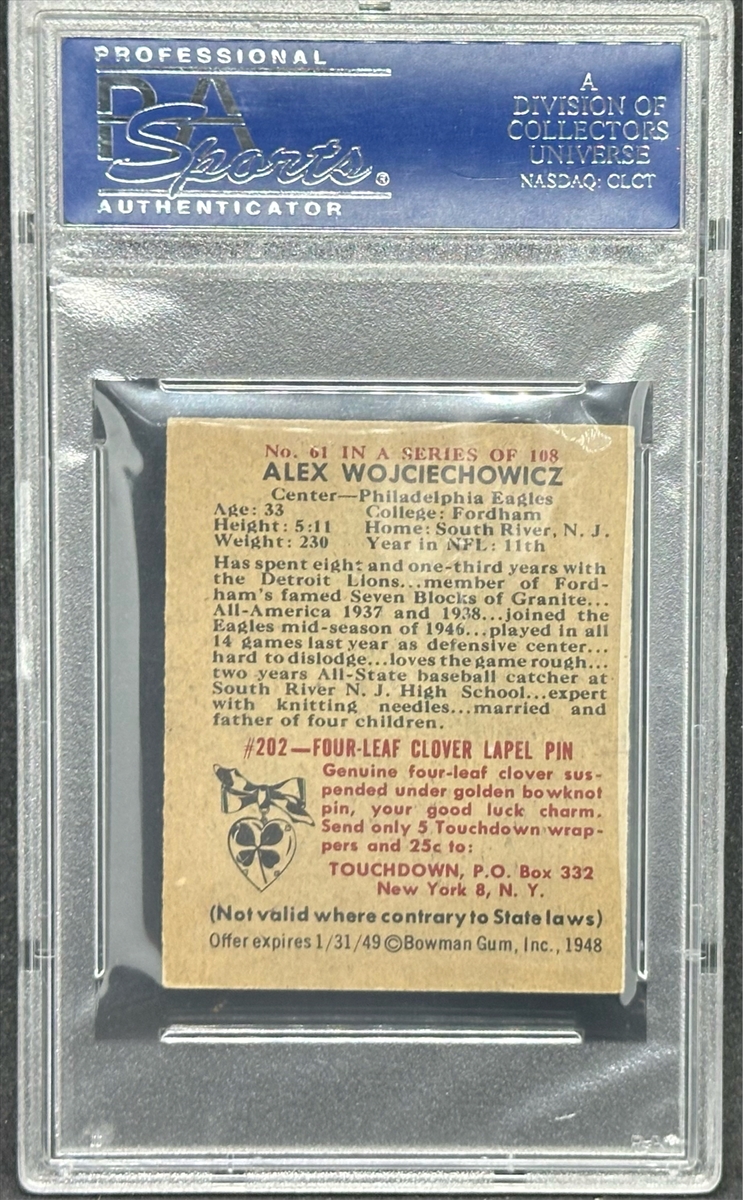 PROFESSIONAL
PSA
Sports®
AUTHENTICATOR
A
DIVISION OF
COLLECTORS
UNIVERSE
NASDAQ: CLCT
No. 61 IN A SERIES OF 108
ALEX WOJCIECHOWICZ
Center—Philadelphia Eagles
Age: 33 College: Fordham
Height: 5:11 Home: South River, N. J.
Weight: 230 Year in NFL: 11th
Has spent eight and one-third years with
the Detroit Lions...member of Ford-
ham's famed Seven Blocks of Granite...
All-America 1937 and 1938...joined the
Eagles mid-season of 1946...played in all
14 games last year as defensive center...
hard to dislodge...loves the game rough...
two years All-State baseball catcher at
South River N. J. High School...expert
with knitting needles...married and
father of four children.
#202—FOUR-LEAF CLOVER LAPEL PIN
Genuine four-leaf clover sus-
pended under golden bowknot
pin, your good luck charm.
Send only 5 Touchdown wrap-
pers and 25c to:
TOUCHDOWN, P.O. Box 332
New York 8, N. Y.
(Not valid where contrary to State laws)
Offer expires 1/31/49 ©Bowman Gum, Inc., 1948
PSA